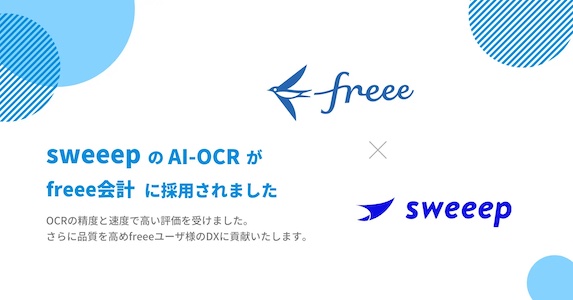 freee
×
sweeep
sweeep の AI-OCR が
freee会計 に採用されました
OCRの精度と速度で高い評価を受けました。
さらに品質を高めfreeeユーザ様のDXに貢献いたします。